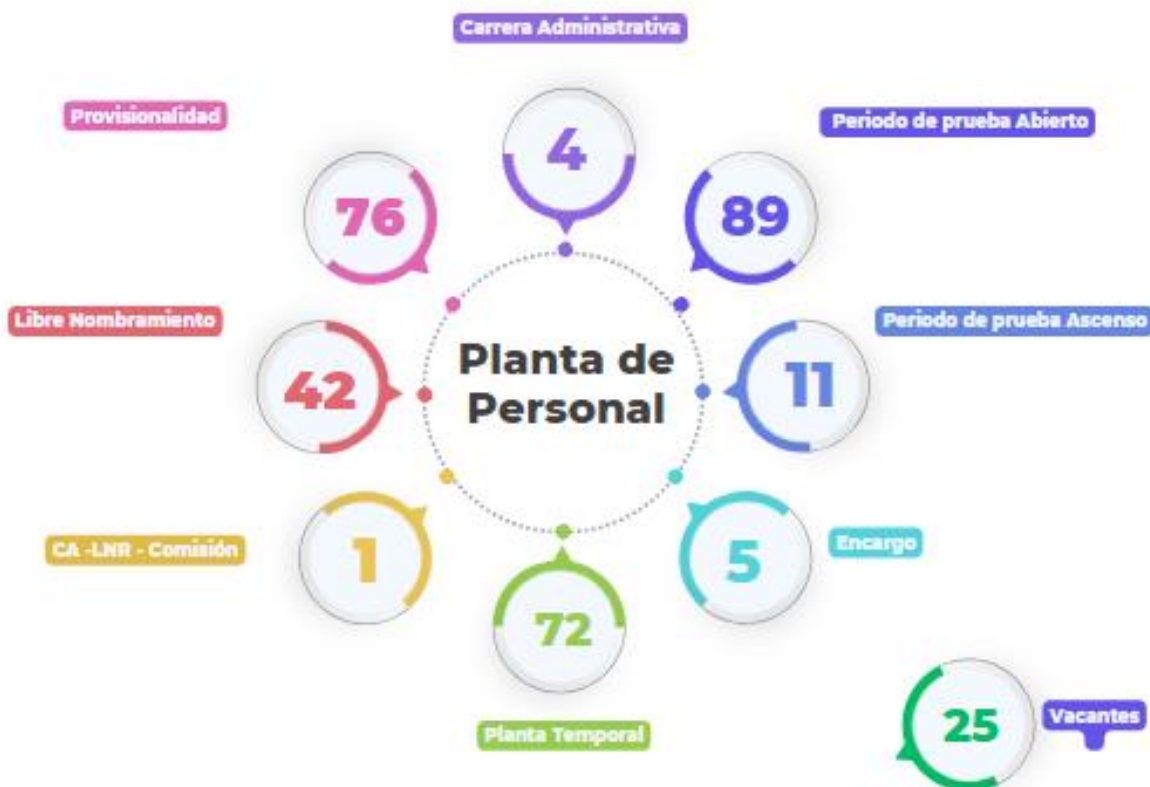 Carrera Administrativa
4
Provisionalidad
76
Periodo de prueba Abierto
89
Libre Nombramiento
42
Planta de
Personal
Periodo de prueba Ascenso
11
CA -LNR - Comisión
1
Encargo
5
72
Planta Temporal
25
Vacantes